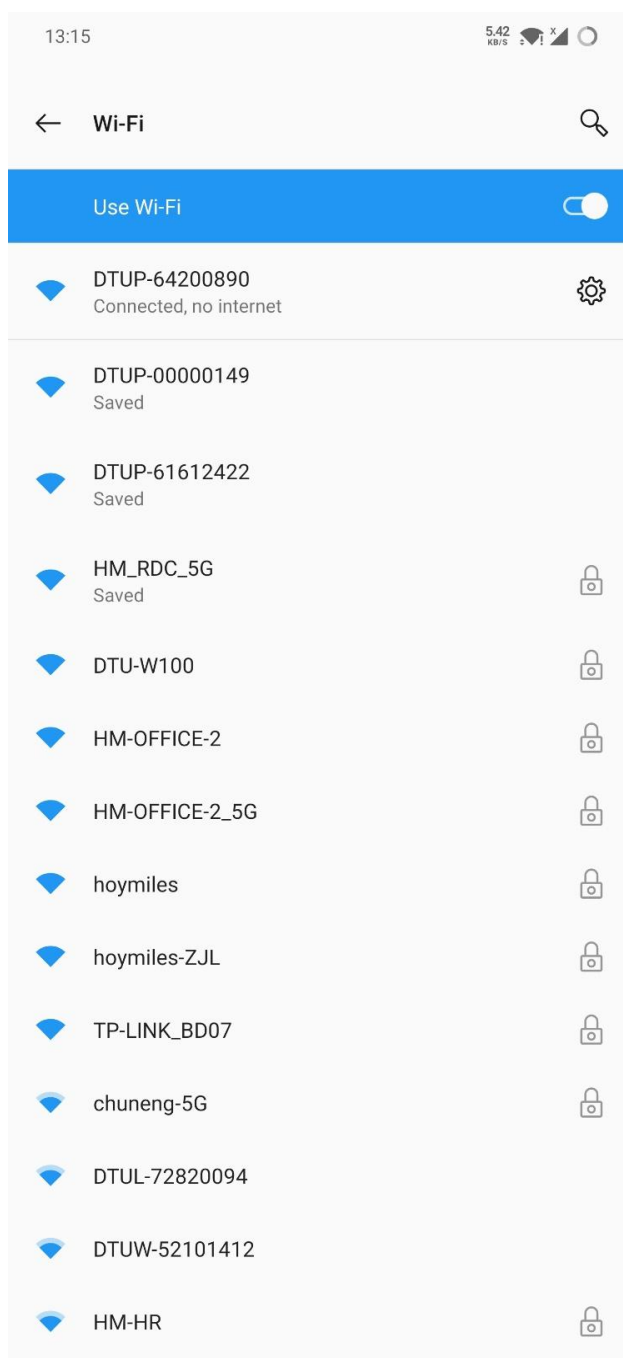 13:15
5.42
KB/S
x
Wi-Fi
Use Wi-Fi
DTUP-64200890
Connected, no internet
DTUP-00000149
Saved
DTUP-61612422
Saved
HM_RDC_5G
Saved
DTU-W100
HM-OFFICE-2
HM-OFFICE-2_5G
hoymiles
hoymiles-ZJL
TP-LINK_BD07
chuneng-5G
DTUL-72820094
DTUW-52101412
HM-HR